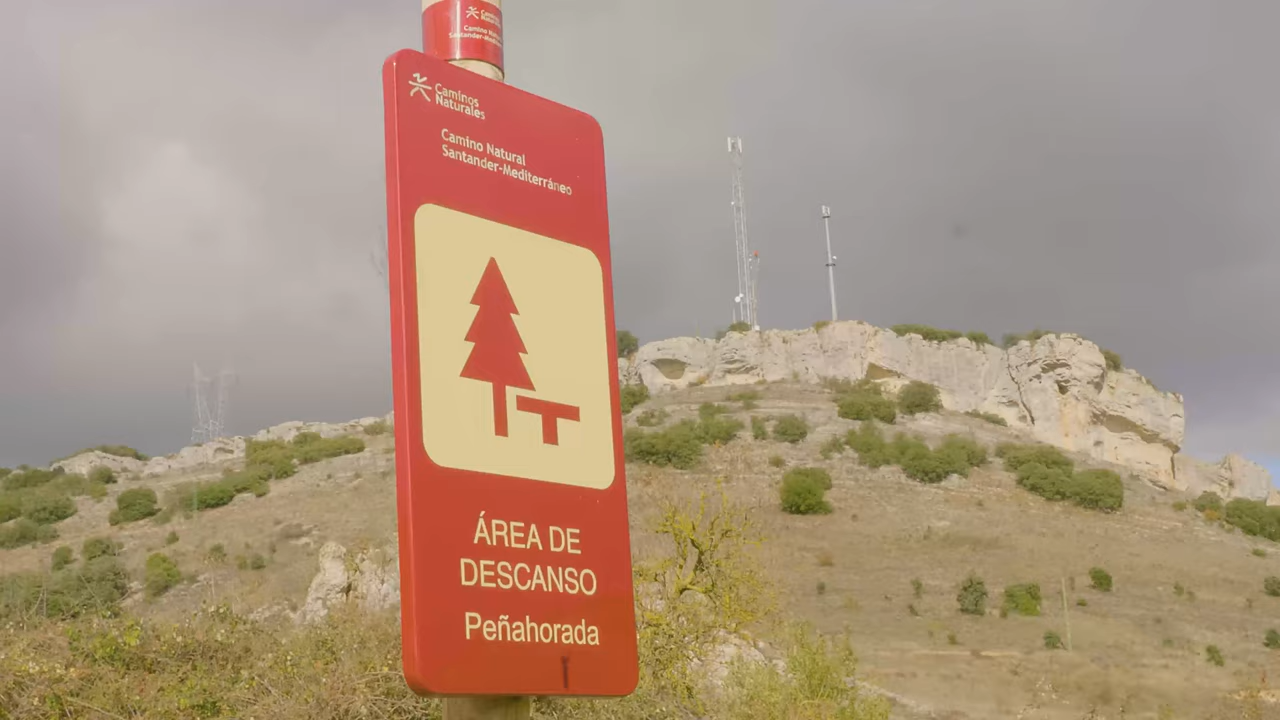 Caminos
Naturales
Camino Natural
Santander-Mediterráneo
ÁREA DE
DESCANSO
Peñahorada